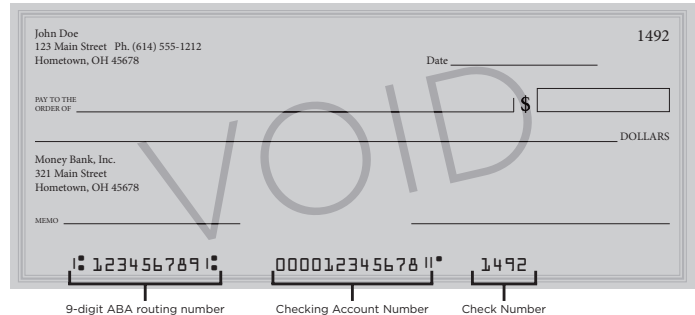 John Doe
1492
123 Main Street Ph. (614) 555-1212
Hometown, OH 45678
Date
PAY TO THE
ORDER OF
$
DOLLARS
VOID
Money Bank, Inc.
321 Main Street
Hometown, OH 45678
MEMO
⑆123456789⑆ 000012345678⑈ 1492
9-digit ABA routing number Checking Account Number Check Number